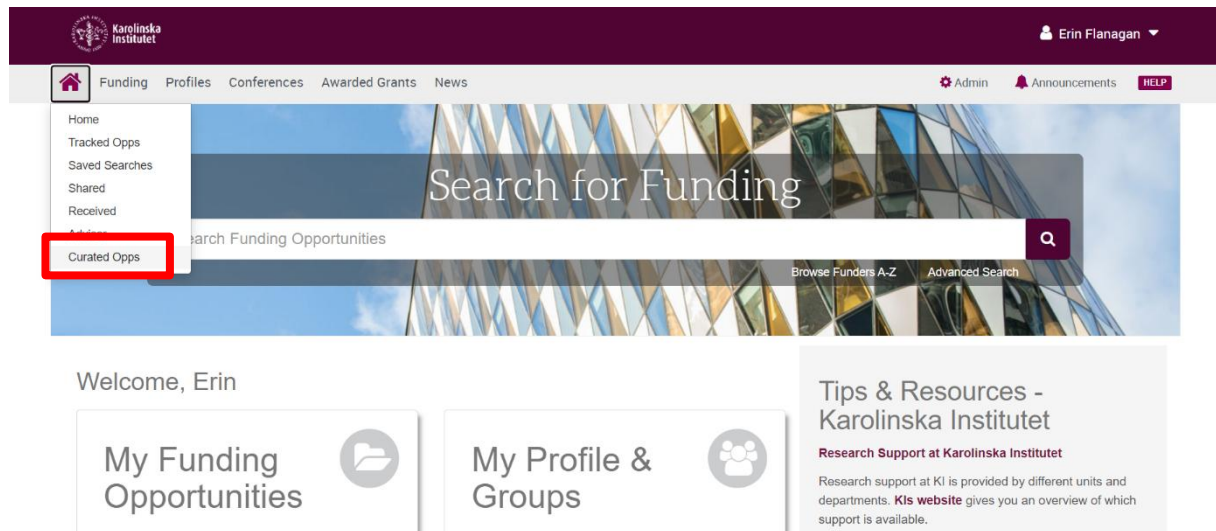 Karolinska
Institutet
Erin Flanagan
Funding Profiles Conferences Awarded Grants News
Admin Announcements HELP
Home
Tracked Opps
Saved Searches
Shared
Received
Curated Opps
Search for Funding
earch Funding Opportunities
Browse Funders A-Z Advanced Search
Welcome, Erin
My Funding
Opportunities
My Profile &
Groups
Tips & Resources -
Karolinska Institutet
Research Support at Karolinska Institutet
Research support at KI is provided by different units and
departments. KIs website gives you an overview of which
support is available.